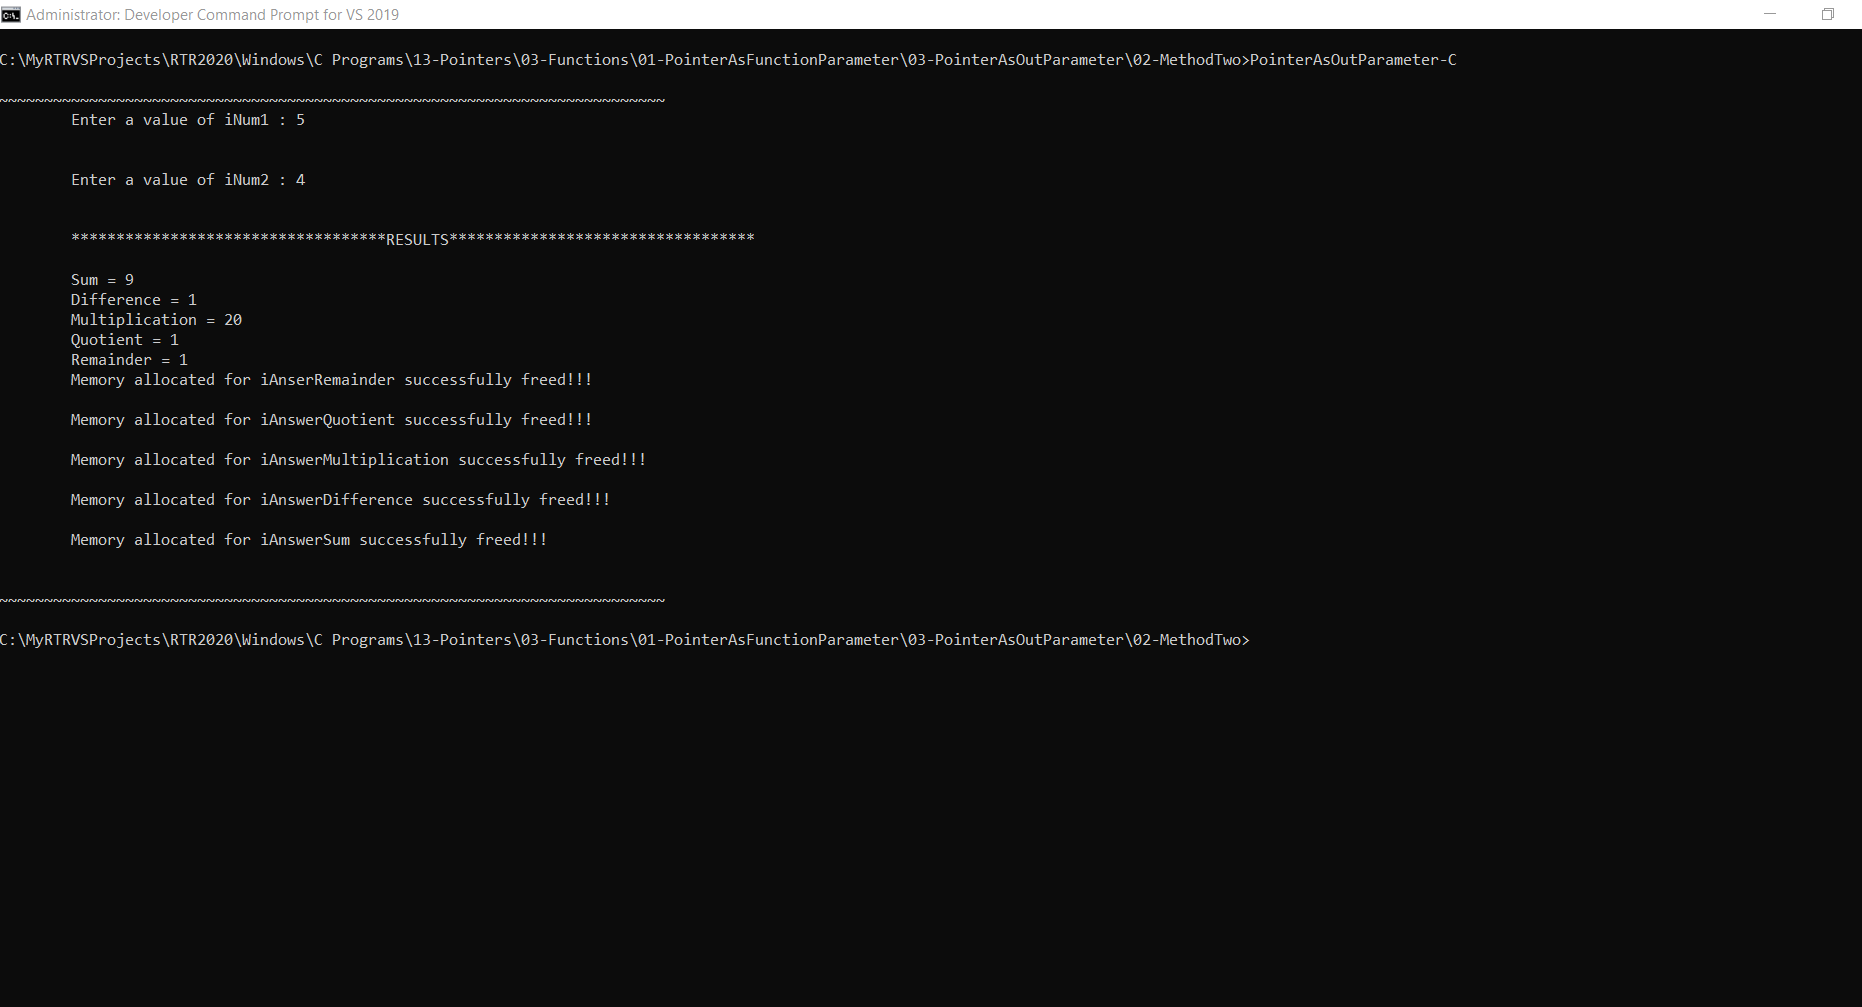 Administrator: Developer Command Prompt for VS 2019
C:\MyRTRVSProjects\RTR2020\Windows\C Programs\13-Pointers\03-Functions\01-PointerAsFunctionParameter\03-PointerAsOutParameter\02-MethodTwo>PointerAsOutParameter-C
~~~~~~~~~~~~~~~~~~~~~~~~~~~~~~~~~~~~~~~~~~~~~~~~~~~~~~~~~~~~~~~~~~~~~~~~~~
Enter a value of iNum1 : 5
Enter a value of iNum2 : 4
***********************************RESULTS**********************************
Sum = 9
Difference = 1
Multiplication = 20
Quotient = 1
Remainder = 1
Memory allocated for iAnserRemainder successfully freed!!!
Memory allocated for iAnswerQuotient successfully freed!!!
Memory allocated for iAnswerMultiplication successfully freed!!!
Memory allocated for iAnswerDifference successfully freed!!!
Memory allocated for iAnswerSum successfully freed!!!
~~~~~~~~~~~~~~~~~~~~~~~~~~~~~~~~~~~~~~~~~~~~~~~~~~~~~~~~~~~~~~~~~~~~~~~~~~
C:\MyRTRVSProjects\RTR2020\Windows\C Programs\13-Pointers\03-Functions\01-PointerAsFunctionParameter\03-PointerAsOutParameter\02-MethodTwo>